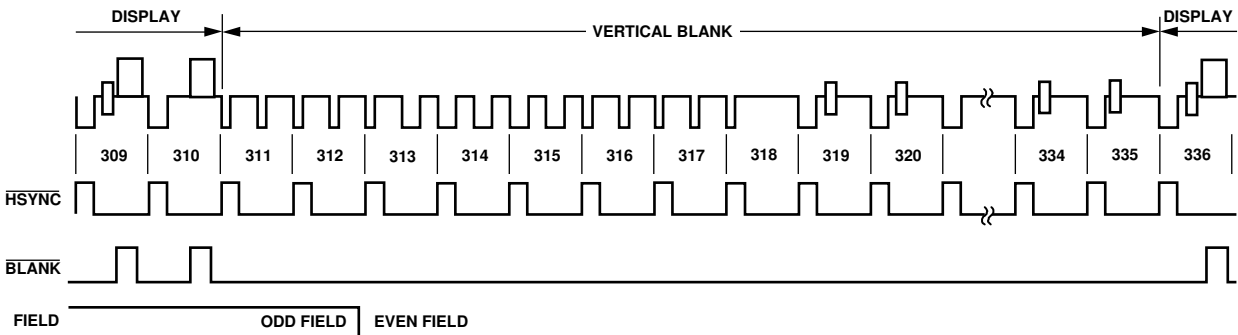 DISPLAY
VERTICAL BLANK
DISPLAY
309 310 311 312 313 314 315 316 317 318 319 320 334 335 336
HSYNC
BLANK
FIELD ODD FIELD EVEN FIELD